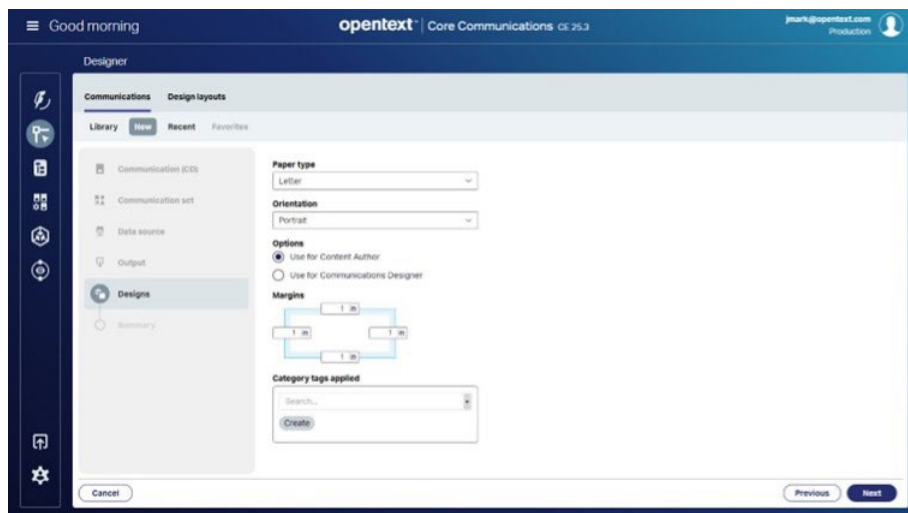 Good morning
opentext™ | Core Communications CE 25.3
jmark@opentext.com
Production
Designer
Communications Design layouts
Library New Recent Favorites
Communication (CO)
Communication set
Data source
Output
Designs
Summary
Paper type
Letter
Orientation
Portrait
Options
Use for Content Author
Use for Communications Designer
Margins
1 in
1 in 1 in
1 in
Category tags applied
Search...
Create
Cancel Previous Next